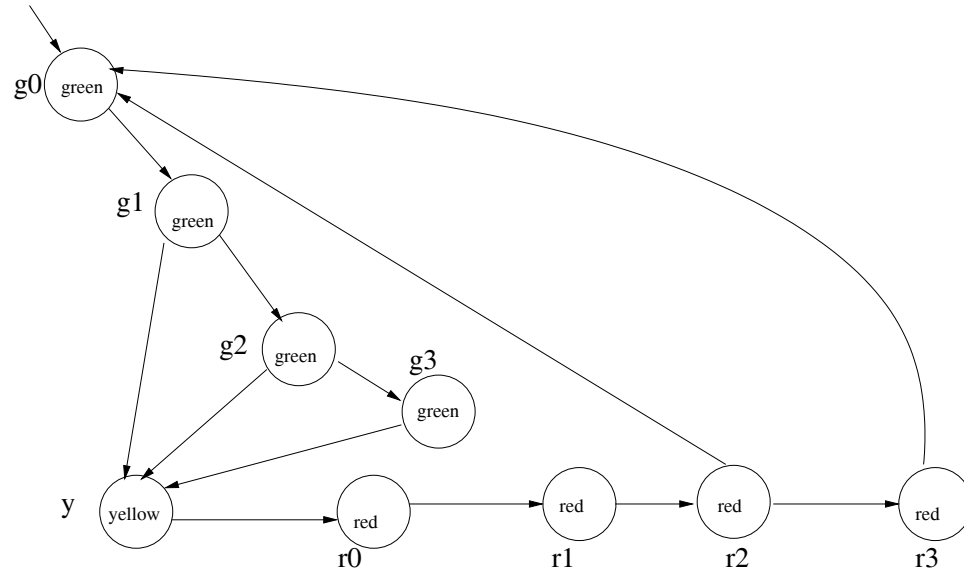 g0
green
g1
green
g2
green
g3
green
y
yellow
red
r0
red
r1
red
r2
red
r3